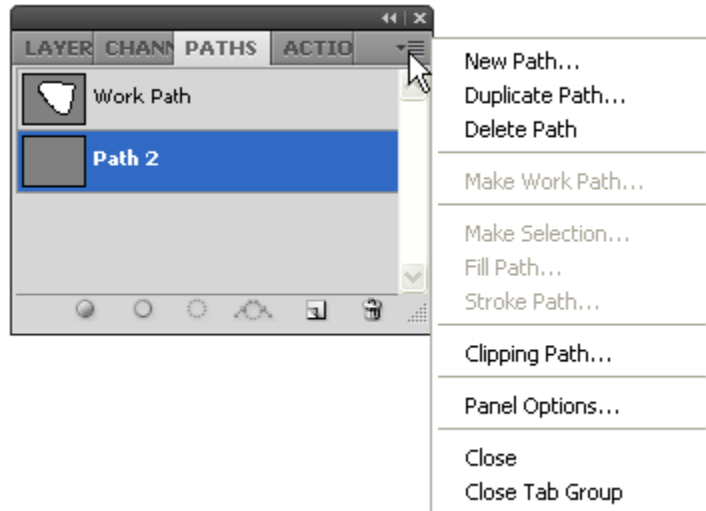 LAYER CHANN PATHS ACTIO
Work Path
Path 2
New Path...
Duplicate Path...
Delete Path
Make Work Path...
Make Selection...
Fill Path...
Stroke Path...
Clipping Path...
Panel Options...
Close
Close Tab Group